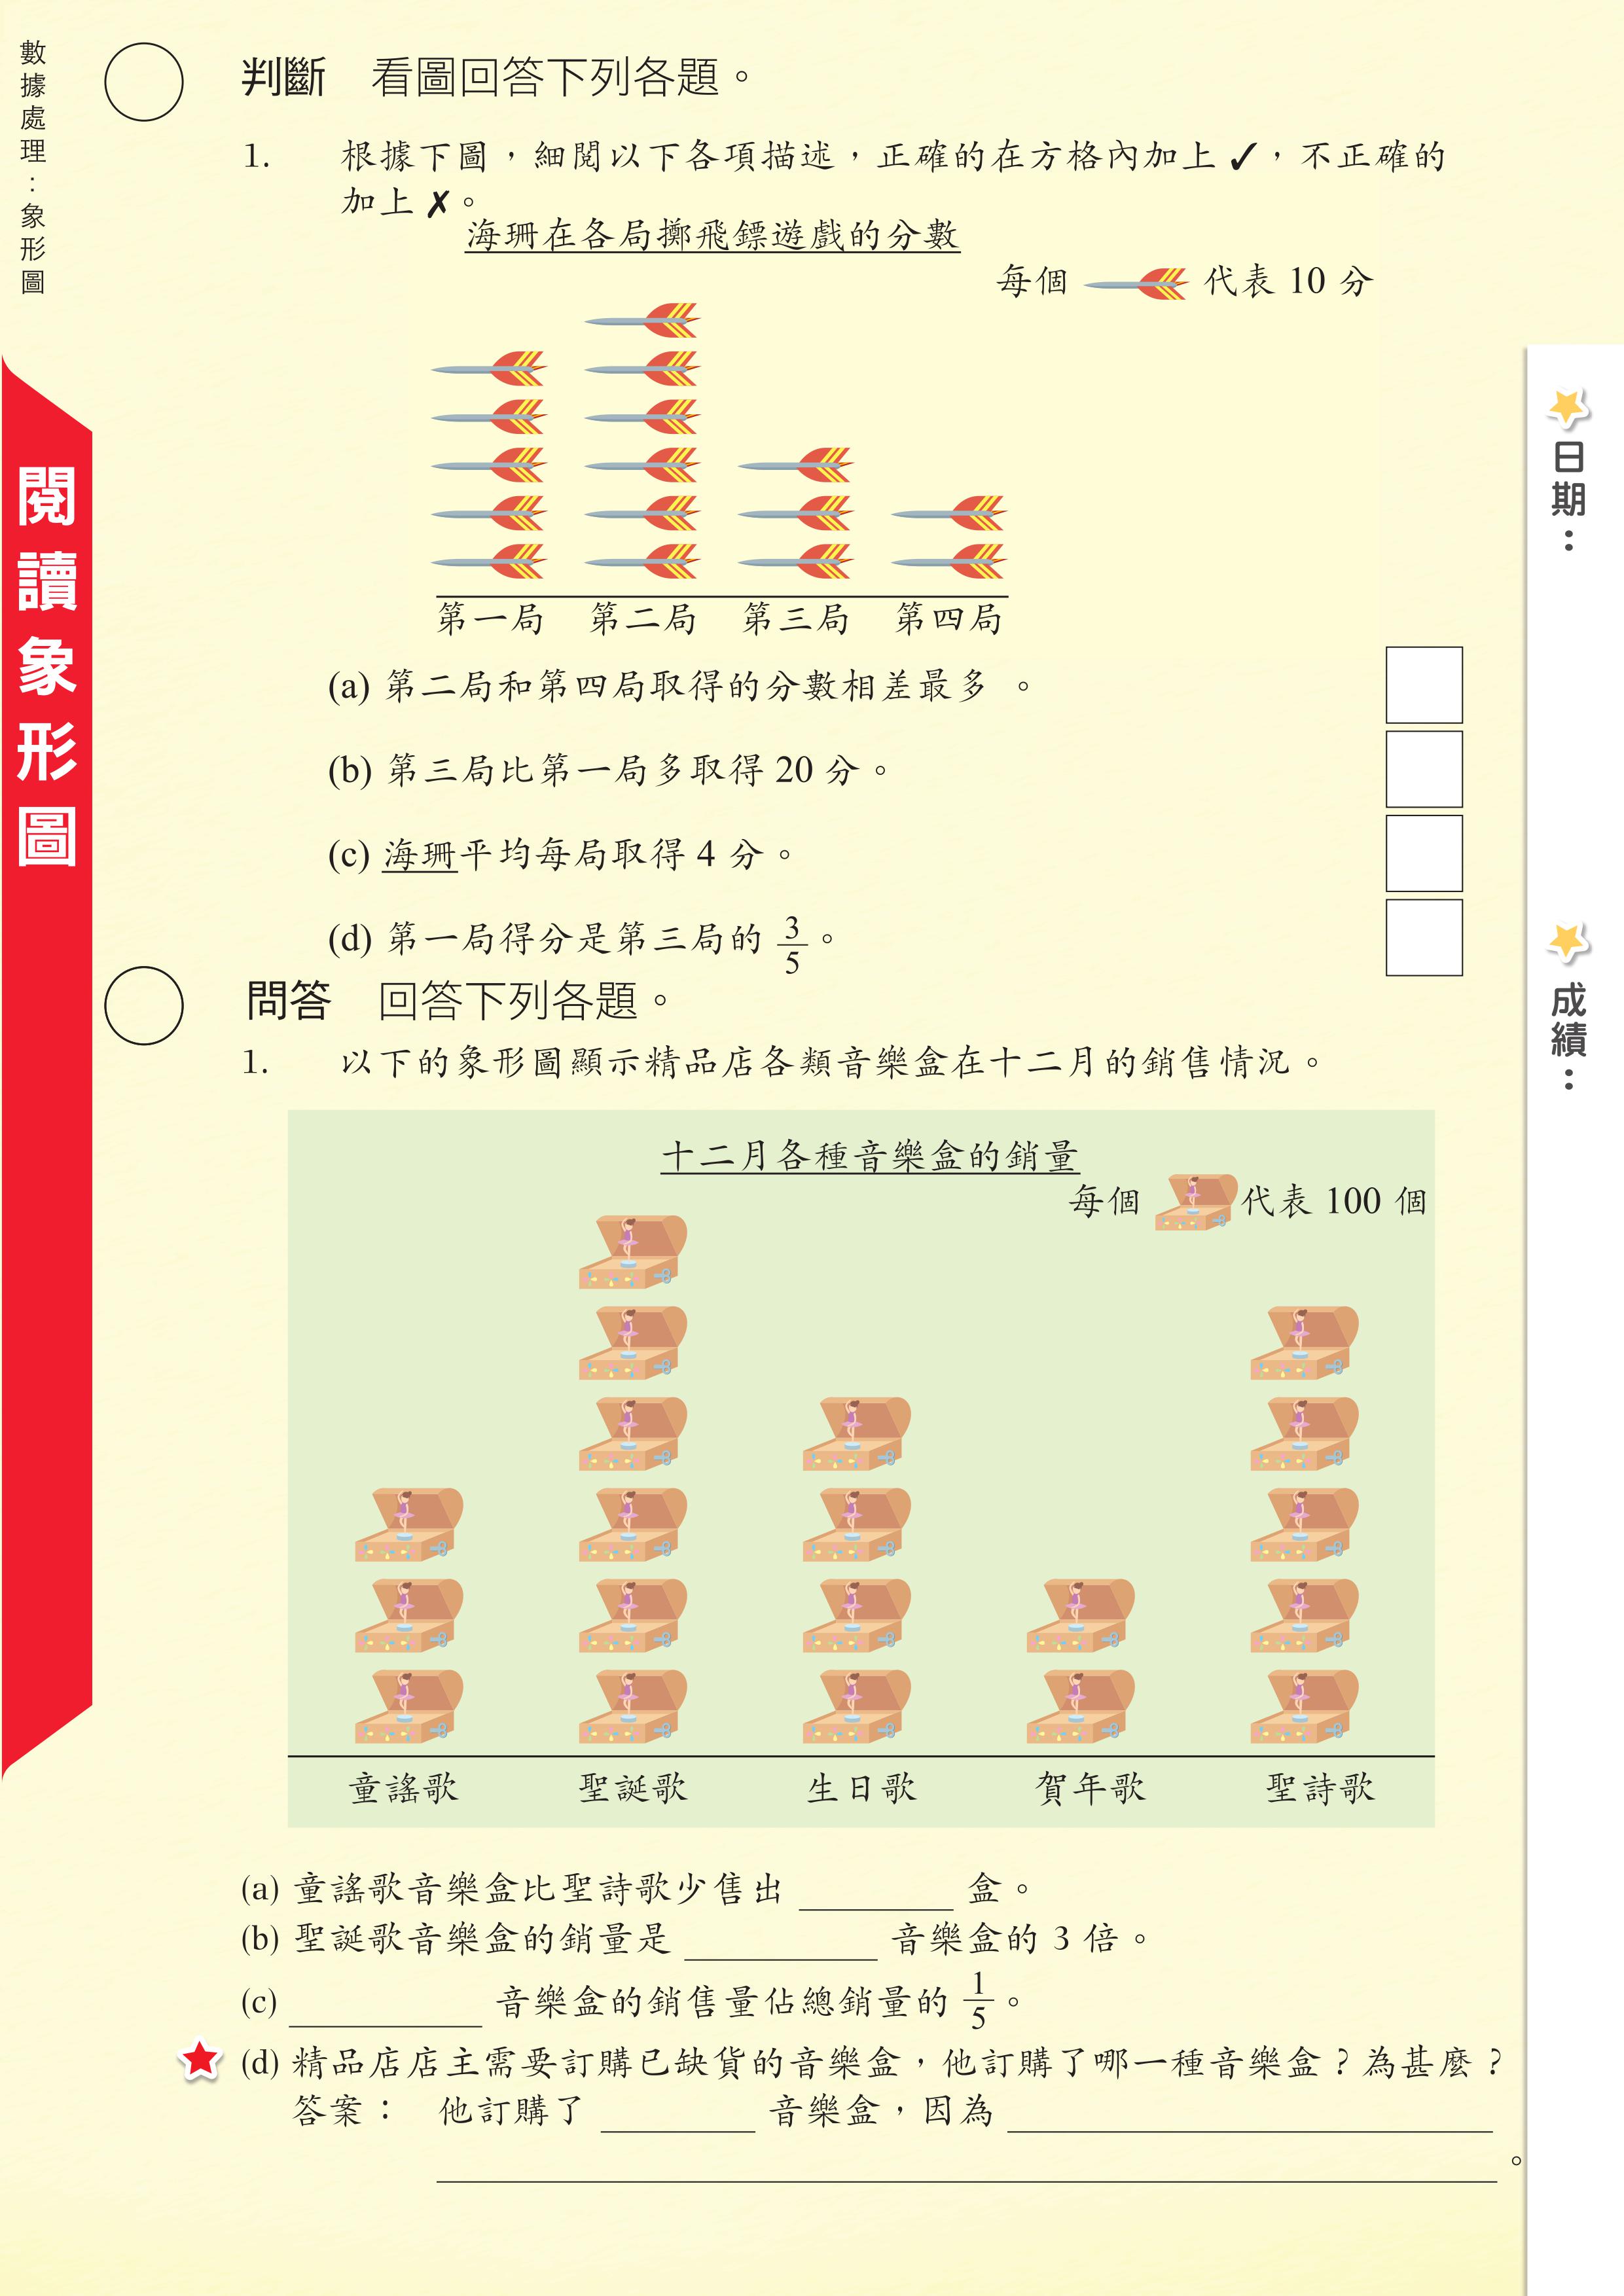 數據處理：象形圖
閱讀象形圖
判斷 看圖回答下列各題。
1. 根據下圖，細閱以下各項描述，正確的在方格內加上 ✓，不正確的
加上 ✗。
海珊在各局擲飛鏢遊戲的分數
每個 代表 10 分
第一局 第二局 第三局 第四局
(a) 第二局和第四局取得的分數相差最多 。
(b) 第三局比第一局多取得 20 分。
(c) 海珊平均每局取得 4 分。
(d) 第一局得分是第三局的 3/5 。
問答 回答下列各題。
1. 以下的象形圖顯示精品店各類音樂盒在十二月的銷售情況。
十二月各種音樂盒的銷量
每個 代表 100 個
童謠歌 聖誕歌 生日歌 賀年歌 聖詩歌
(a) 童謠歌音樂盒比聖詩歌少售出 ________ 盒。
(b) 聖誕歌音樂盒的銷量是 __________ 音樂盒的 3 倍。
(c) __________ 音樂盒的銷售量佔總銷量的 1/5 。
(d) 精品店店主需要訂購已缺貨的音樂盒，他訂購了哪一種音樂盒？為甚麼？
答案： 他訂購了 ________ 音樂盒，因為 ________________________
________________________________________ 。
日期：
成績：